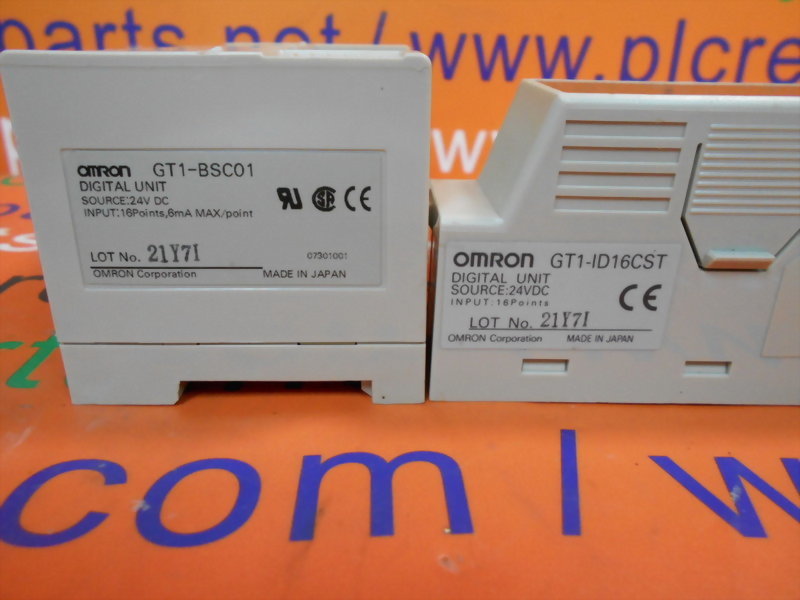 parts.net / www.plcre
OMRON GT1-BSC01
DIGITAL UNIT
SOURCE:24V DC
INPUT:16Points,6mA MAX/point
LOT No. 21Y7I
07301001
OMRON Corporation MADE IN JAPAN
OMRON GT1-ID16CST
DIGITAL UNIT
SOURCE:24VDC
INPUT:16Points
CE
LOT No. 21Y7I
OMRON Corporation MADE IN JAPAN
com / w